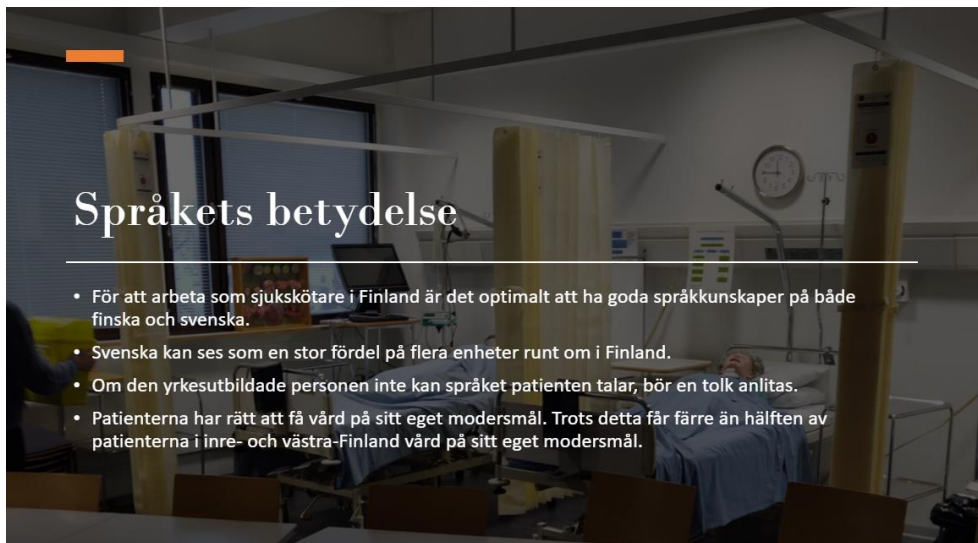 Språkets betydelse
• För att arbeta som sjukskötare i Finland är det optimalt att ha goda språkkunskaper på både
finska och svenska.
• Svenska kan ses som en stor fördel på flera enheter runt om i Finland.
• Om den yrkesutbildade personen inte kan språket patienten talar, bör en tolk anlitas.
• Patienterna har rätt att få vård på sitt eget modersmål. Trots detta får färre än hälften av
patienterna i inre- och västra-Finland vård på sitt eget modersmål.